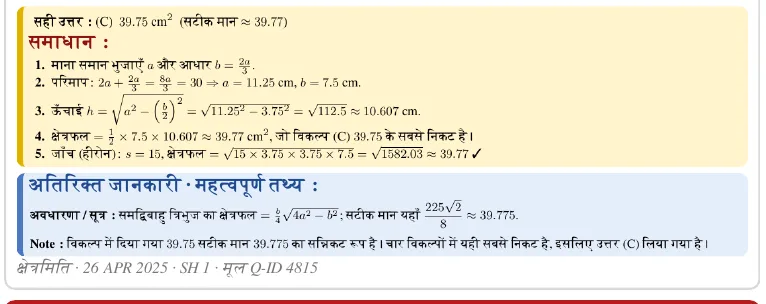 सही उत्तर : (C) 39.75 cm² (सटीक मान ≈ 39.77)
समाधान :
1. माना समान भुजाएँ a और आधार b = 2a/3.
2. परिमाप: 2a + 2a/3 = 8a/3 = 30 ⇒ a = 11.25 cm, b = 7.5 cm.
3. ऊँचाई h = √(a² − (b/2)²) = √(11.25² − 3.75²) = √112.5 ≈ 10.607 cm.
4. क्षेत्रफल = 1/2 × 7.5 × 10.607 ≈ 39.77 cm², जो विकल्प (C) 39.75 के सबसे निकट है।
5. जाँच (हीरोन): s = 15, क्षेत्रफल = √(15 × 3.75 × 3.75 × 7.5) = √1582.03 ≈ 39.77 ✓
अतिरिक्त जानकारी · महत्वपूर्ण तथ्य :
अवधारणा / सूत्र : समद्विबाहु त्रिभुज का क्षेत्रफल = b/4 √(4a² − b²); सटीक मान यहाँ 225√2/8 ≈ 39.775.
Note : विकल्प में दिया गया 39.75 सटीक मान 39.775 का सन्निकट रूप है। चार विकल्पों में यही सबसे निकट है, इसलिए उत्तर (C) लिया गया है।
क्षेत्रमिति · 26 APR 2025 · SH 1 · मूल Q-ID 4815